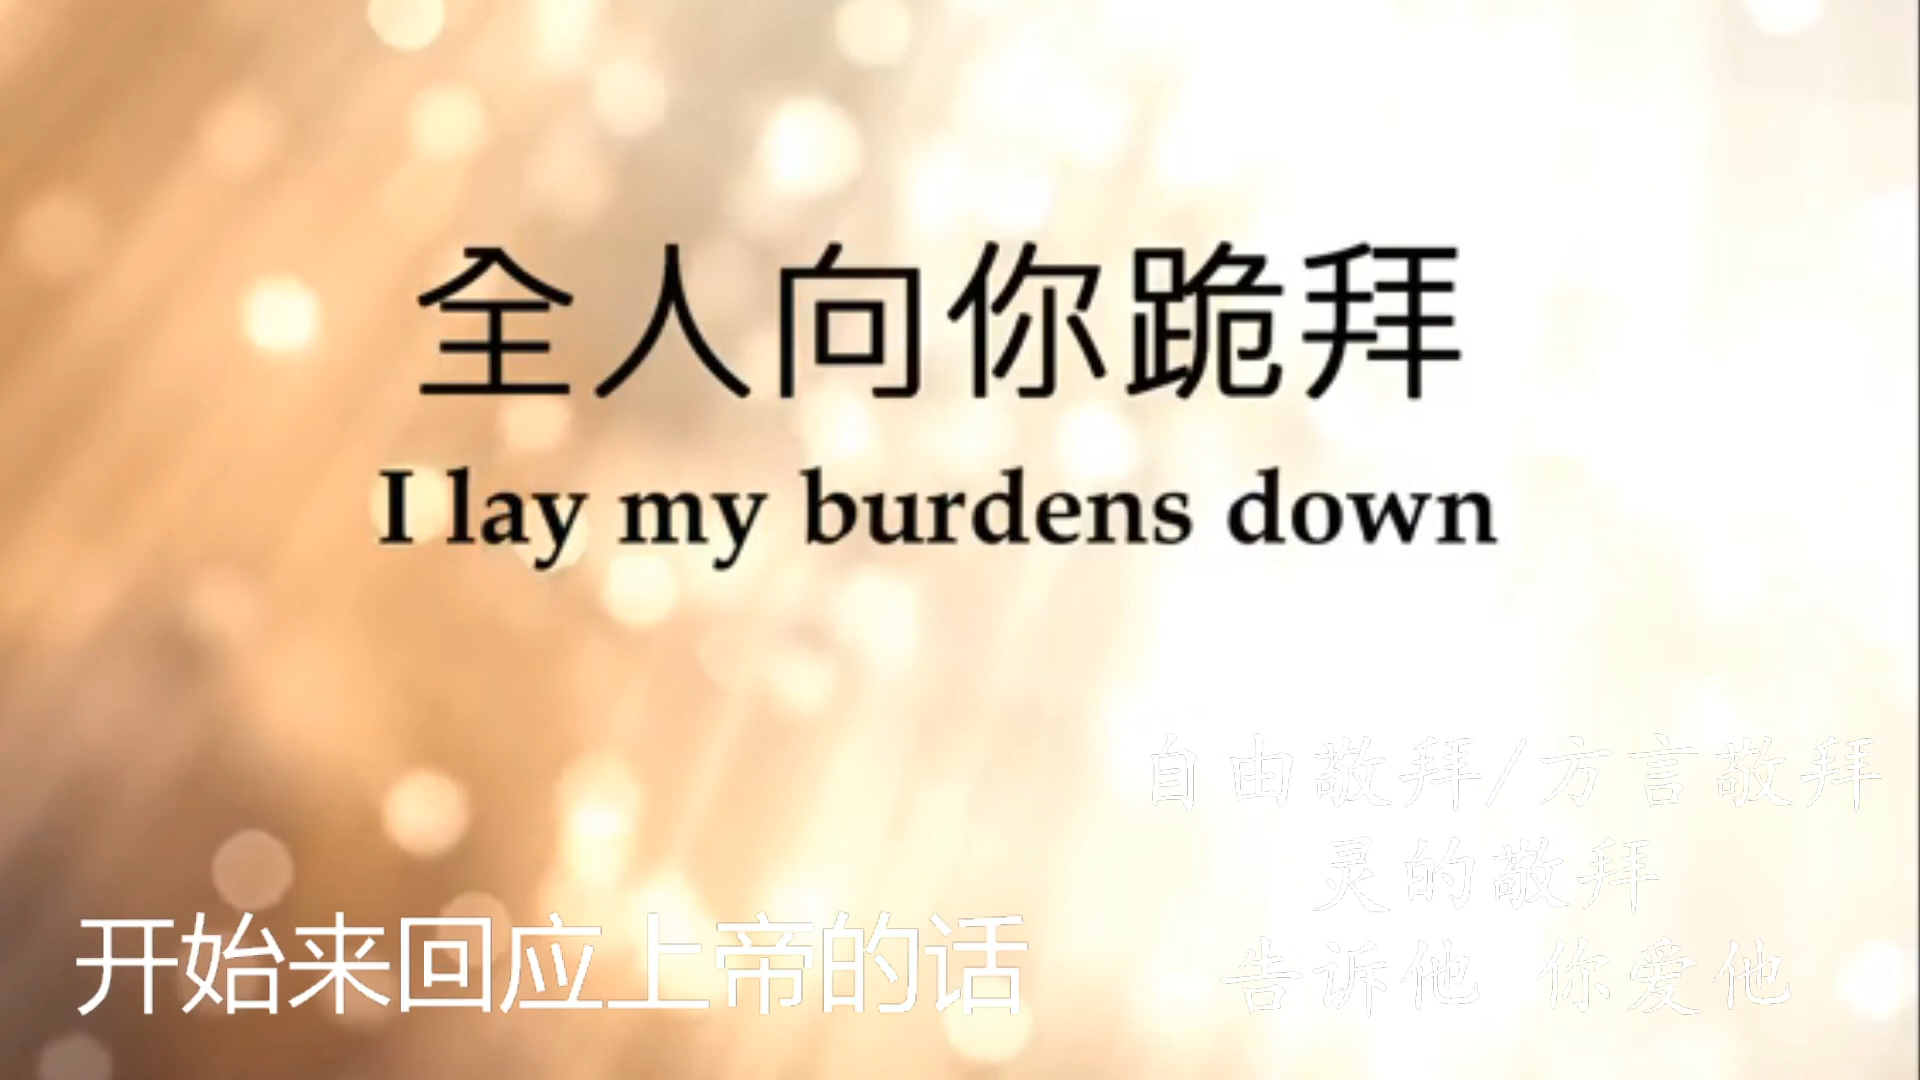 全人向你跪拜
I lay my burdens down
自由敬拜/方言敬拜
灵的敬拜
告诉他 你爱他
开始来回应上帝的话